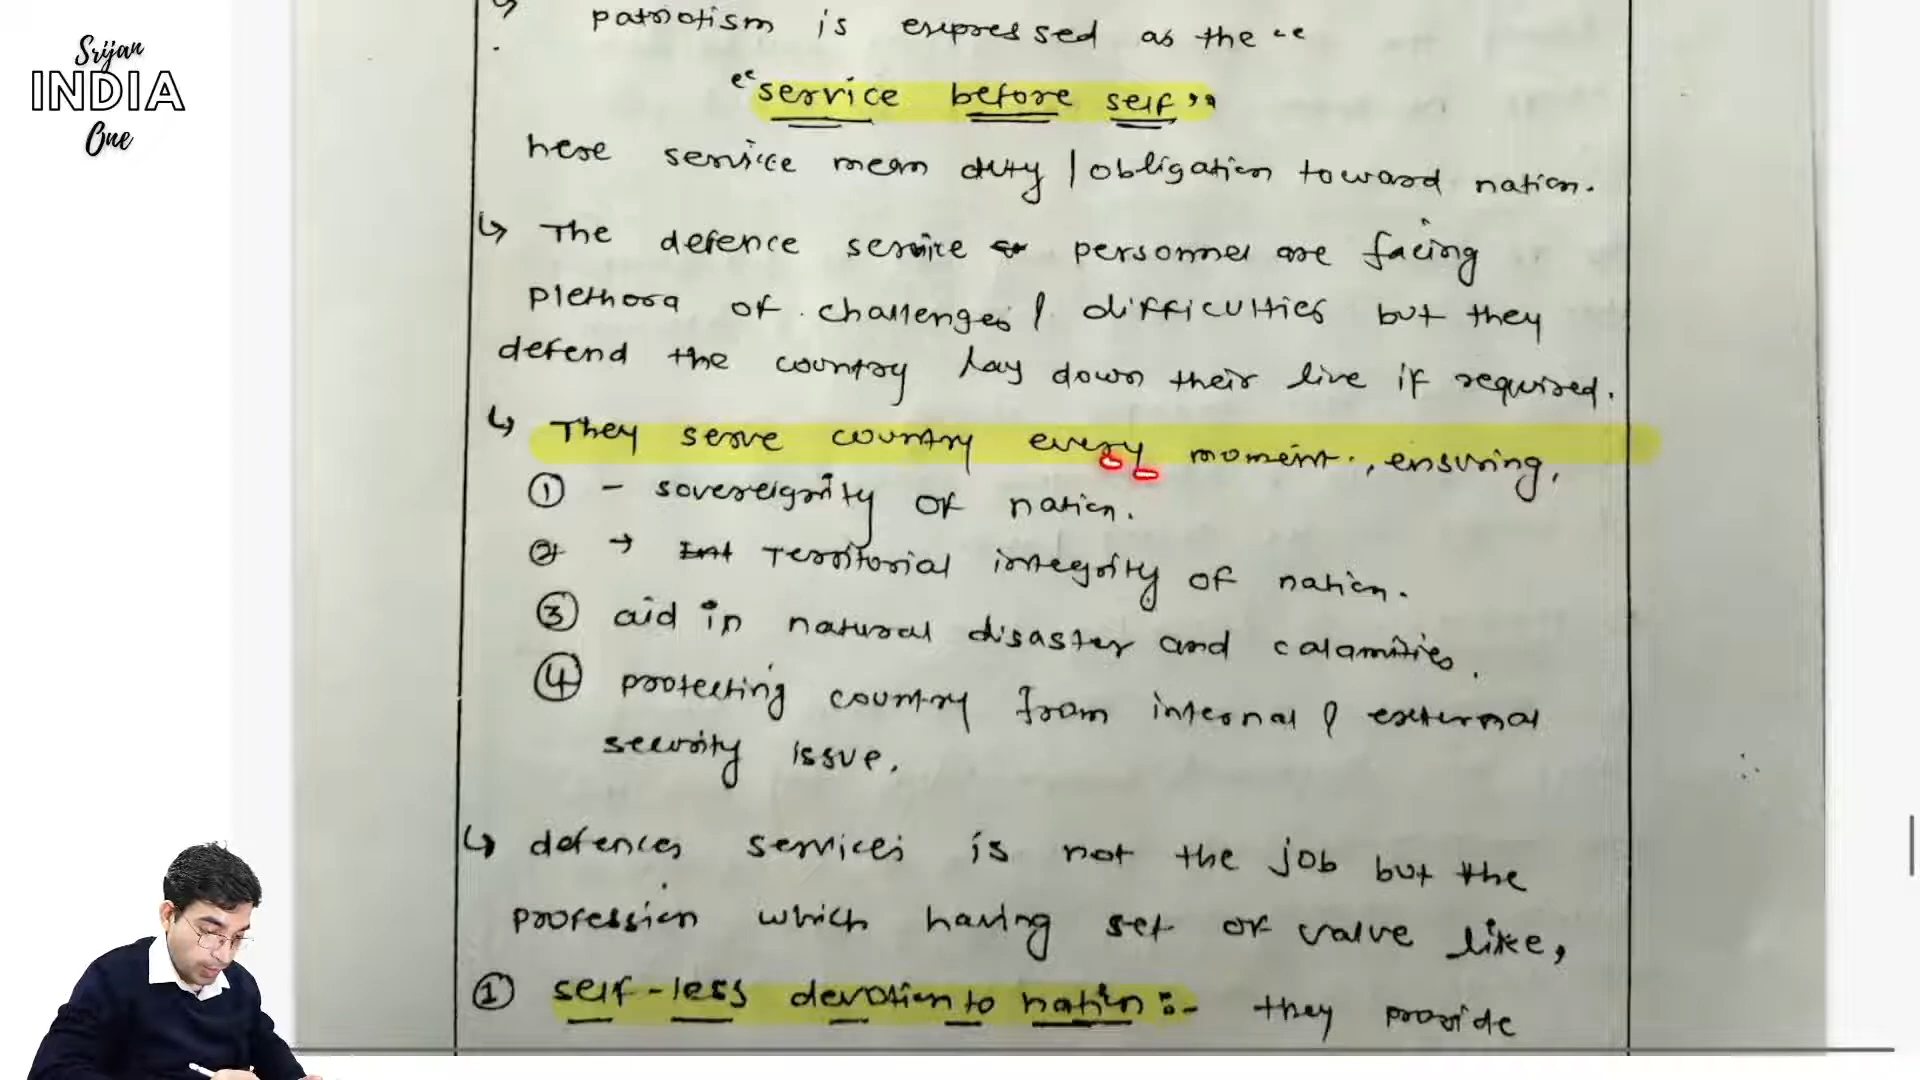 Srijan
INDIA
One
patriotism is expressed as the "
"service before self"
here service mean duty / obligation toward nation.
↳ The defence service personnel are facing
plethora of challenges / difficulties but they
defend the country lay down their live if required.
↳ They serve country every moment, ensuring,
① - sovereignity of nation.
② → Territorial integrity of nation.
③ aid in natural disaster and calamities.
④ protecting country from internal & external
security issue.
↳ defences services is not the job but the
profession which having set of value like,
① self-less devotion to nation :- they provide